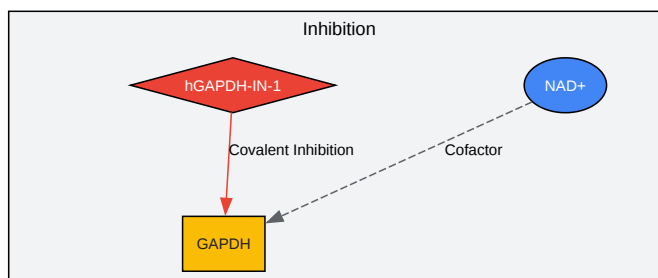 Inhibition
hGAPDH-IN-1
NAD+
Covalent Inhibition
Cofactor
GAPDH